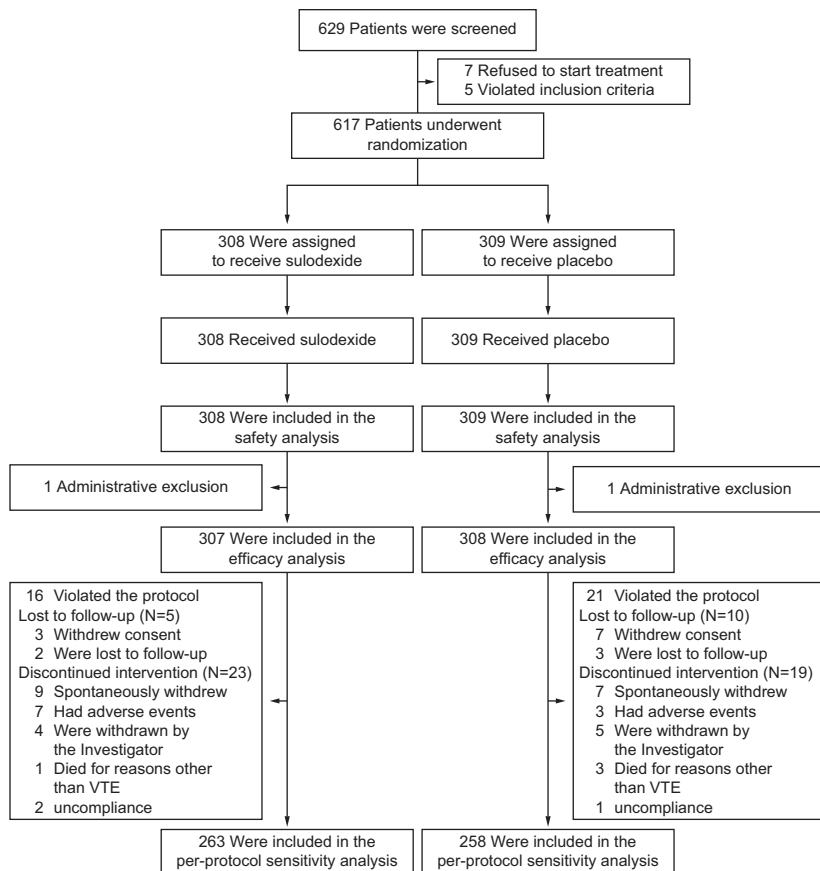 629 Patients were screened
7 Refused to start treatment
5 Violated inclusion criteria
617 Patients underwent
randomization
308 Were assigned
to receive sulodexide
309 Were assigned
to receive placebo
308 Received sulodexide
309 Received placebo
308 Were included in the
safety analysis
309 Were included in the
safety analysis
1 Administrative exclusion
1 Administrative exclusion
307 Were included in the
efficacy analysis
308 Were included in the
efficacy analysis
16 Violated the protocol
Lost to follow-up (N=5)
3 Withdrew consent
2 Were lost to follow-up
Discontinued intervention (N=23)
9 Spontaneously withdrew
7 Had adverse events
4 Were withdrawn by
the Investigator
1 Died for reasons other
than VTE
2 uncompliance
21 Violated the protocol
Lost to follow-up (N=10)
7 Withdrew consent
3 Were lost to follow-up
Discontinued intervention (N=19)
7 Spontaneously withdrew
3 Had adverse events
5 Were withdrawn by
the Investigator
3 Died for reasons other
than VTE
1 uncompliance
263 Were included in the
per-protocol sensitivity analysis
258 Were included in the
per-protocol sensitivity analysis